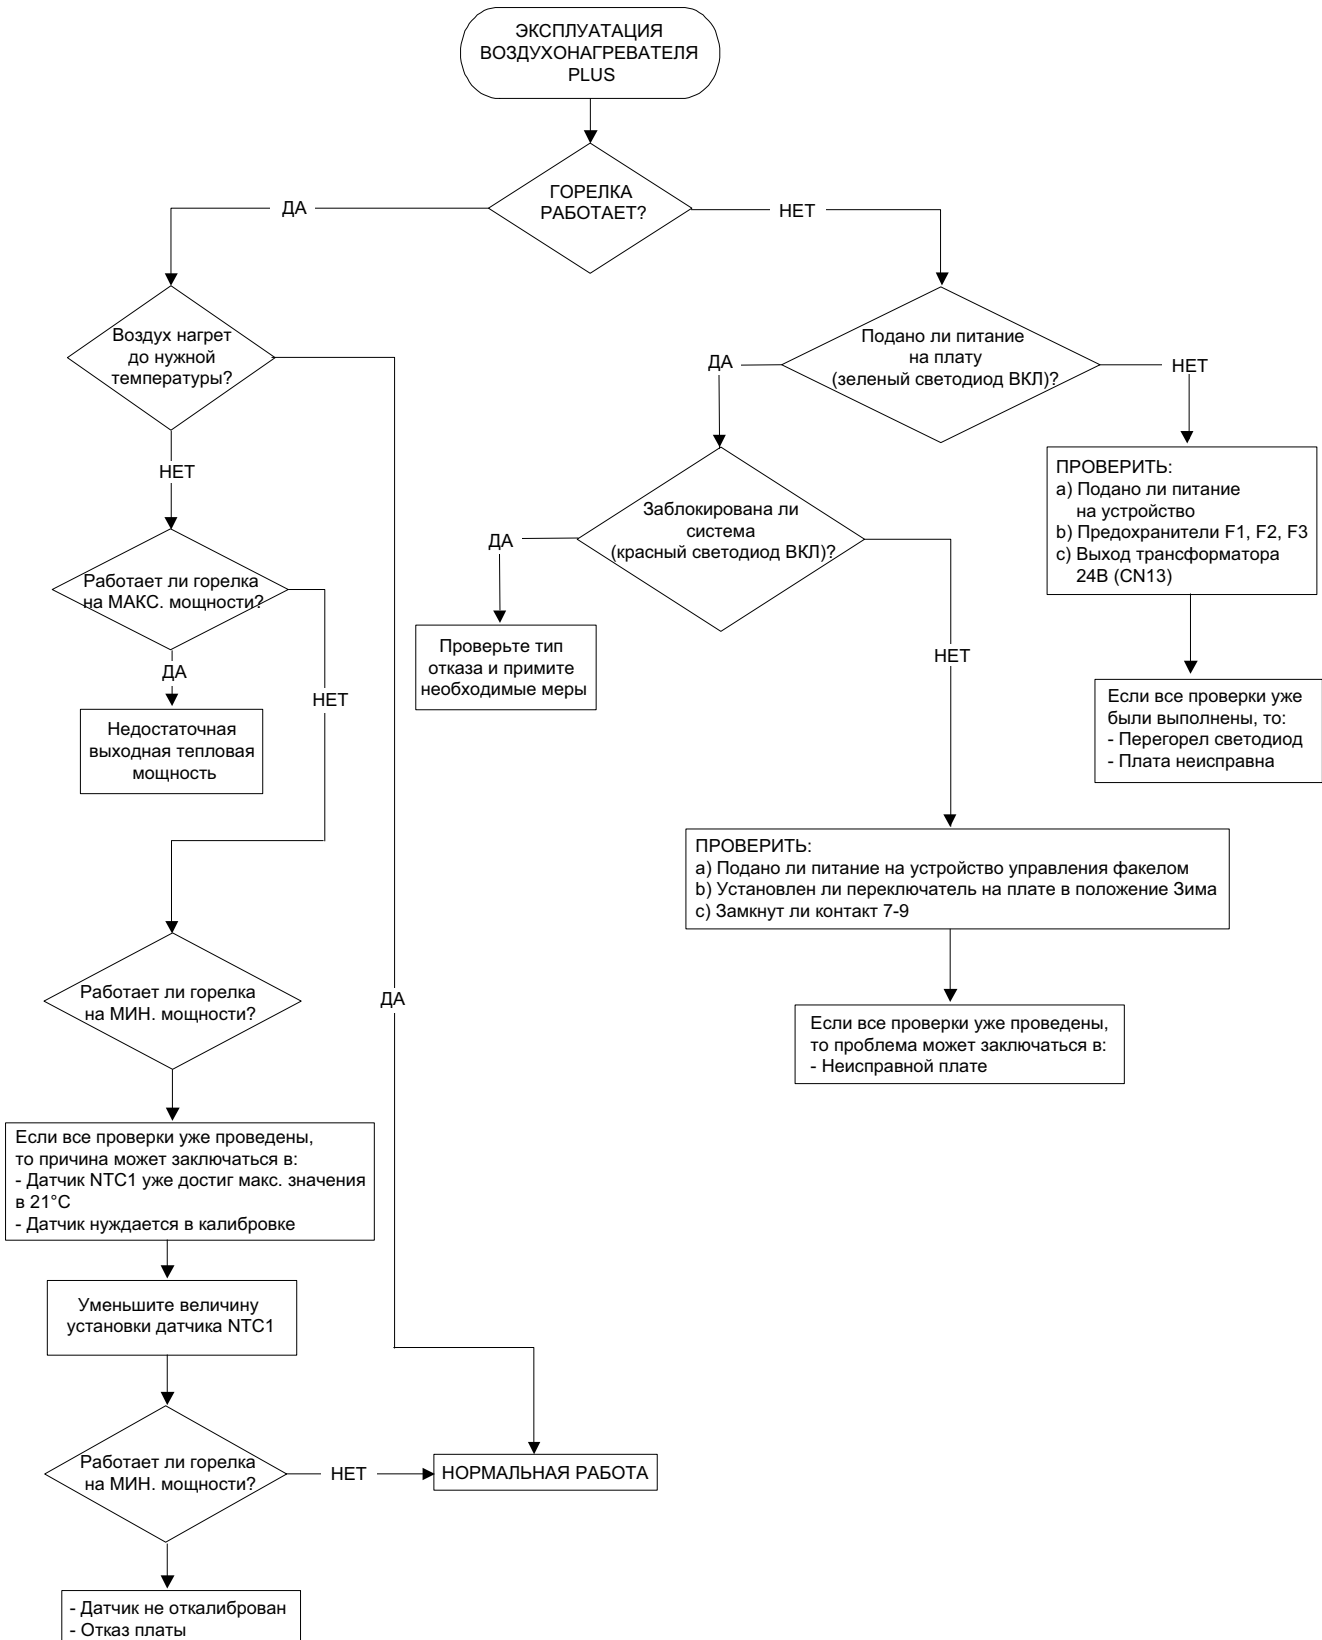 ЭКСПЛУАТАЦИЯ
ВОЗДУХОНАГРЕВАТЕЛЯ
PLUS
ГОРЕЛКА
РАБОТАЕТ?
ДА
НЕТ
Воздух нагрет
до нужной
температуры?
Подано ли питание
на плату
(зеленый светодиод ВКЛ)?
ДА
НЕТ
НЕТ
ПРОВЕРИТЬ:
a) Подано ли питание
на устройство
b) Предохранители F1, F2, F3
c) Выход трансформатора
24В (CN13)
Заблокирована ли
система
(красный светодиод ВКЛ)?
ДА
НЕТ
Работает ли горелка
на МАКС. мощности?
ДА
НЕТ
Проверьте тип
отказа и примите
необходимые меры
Недостаточная
выходная тепловая
мощность
Если все проверки уже
были выполнены, то:
- Перегорел светодиод
- Плата неисправна
ПРОВЕРИТЬ:
a) Подано ли питание на устройство управления факелом
b) Установлен ли переключатель на плате в положение Зима
c) Замкнут ли контакт 7-9
Работает ли горелка
на МИН. мощности?
ДА
Если все проверки уже проведены,
то проблема может заключаться в:
- Неисправной плате
Если все проверки уже проведены,
то причина может заключаться в:
- Датчик NTC1 уже достиг макс. значения
в 21°C
- Датчик нуждается в калибровке
Уменьшите величину
установки датчика NTC1
Работает ли горелка
на МИН. мощности?
НЕТ
НОРМАЛЬНАЯ РАБОТА
- Датчик не откалиброван
- Отказ платы